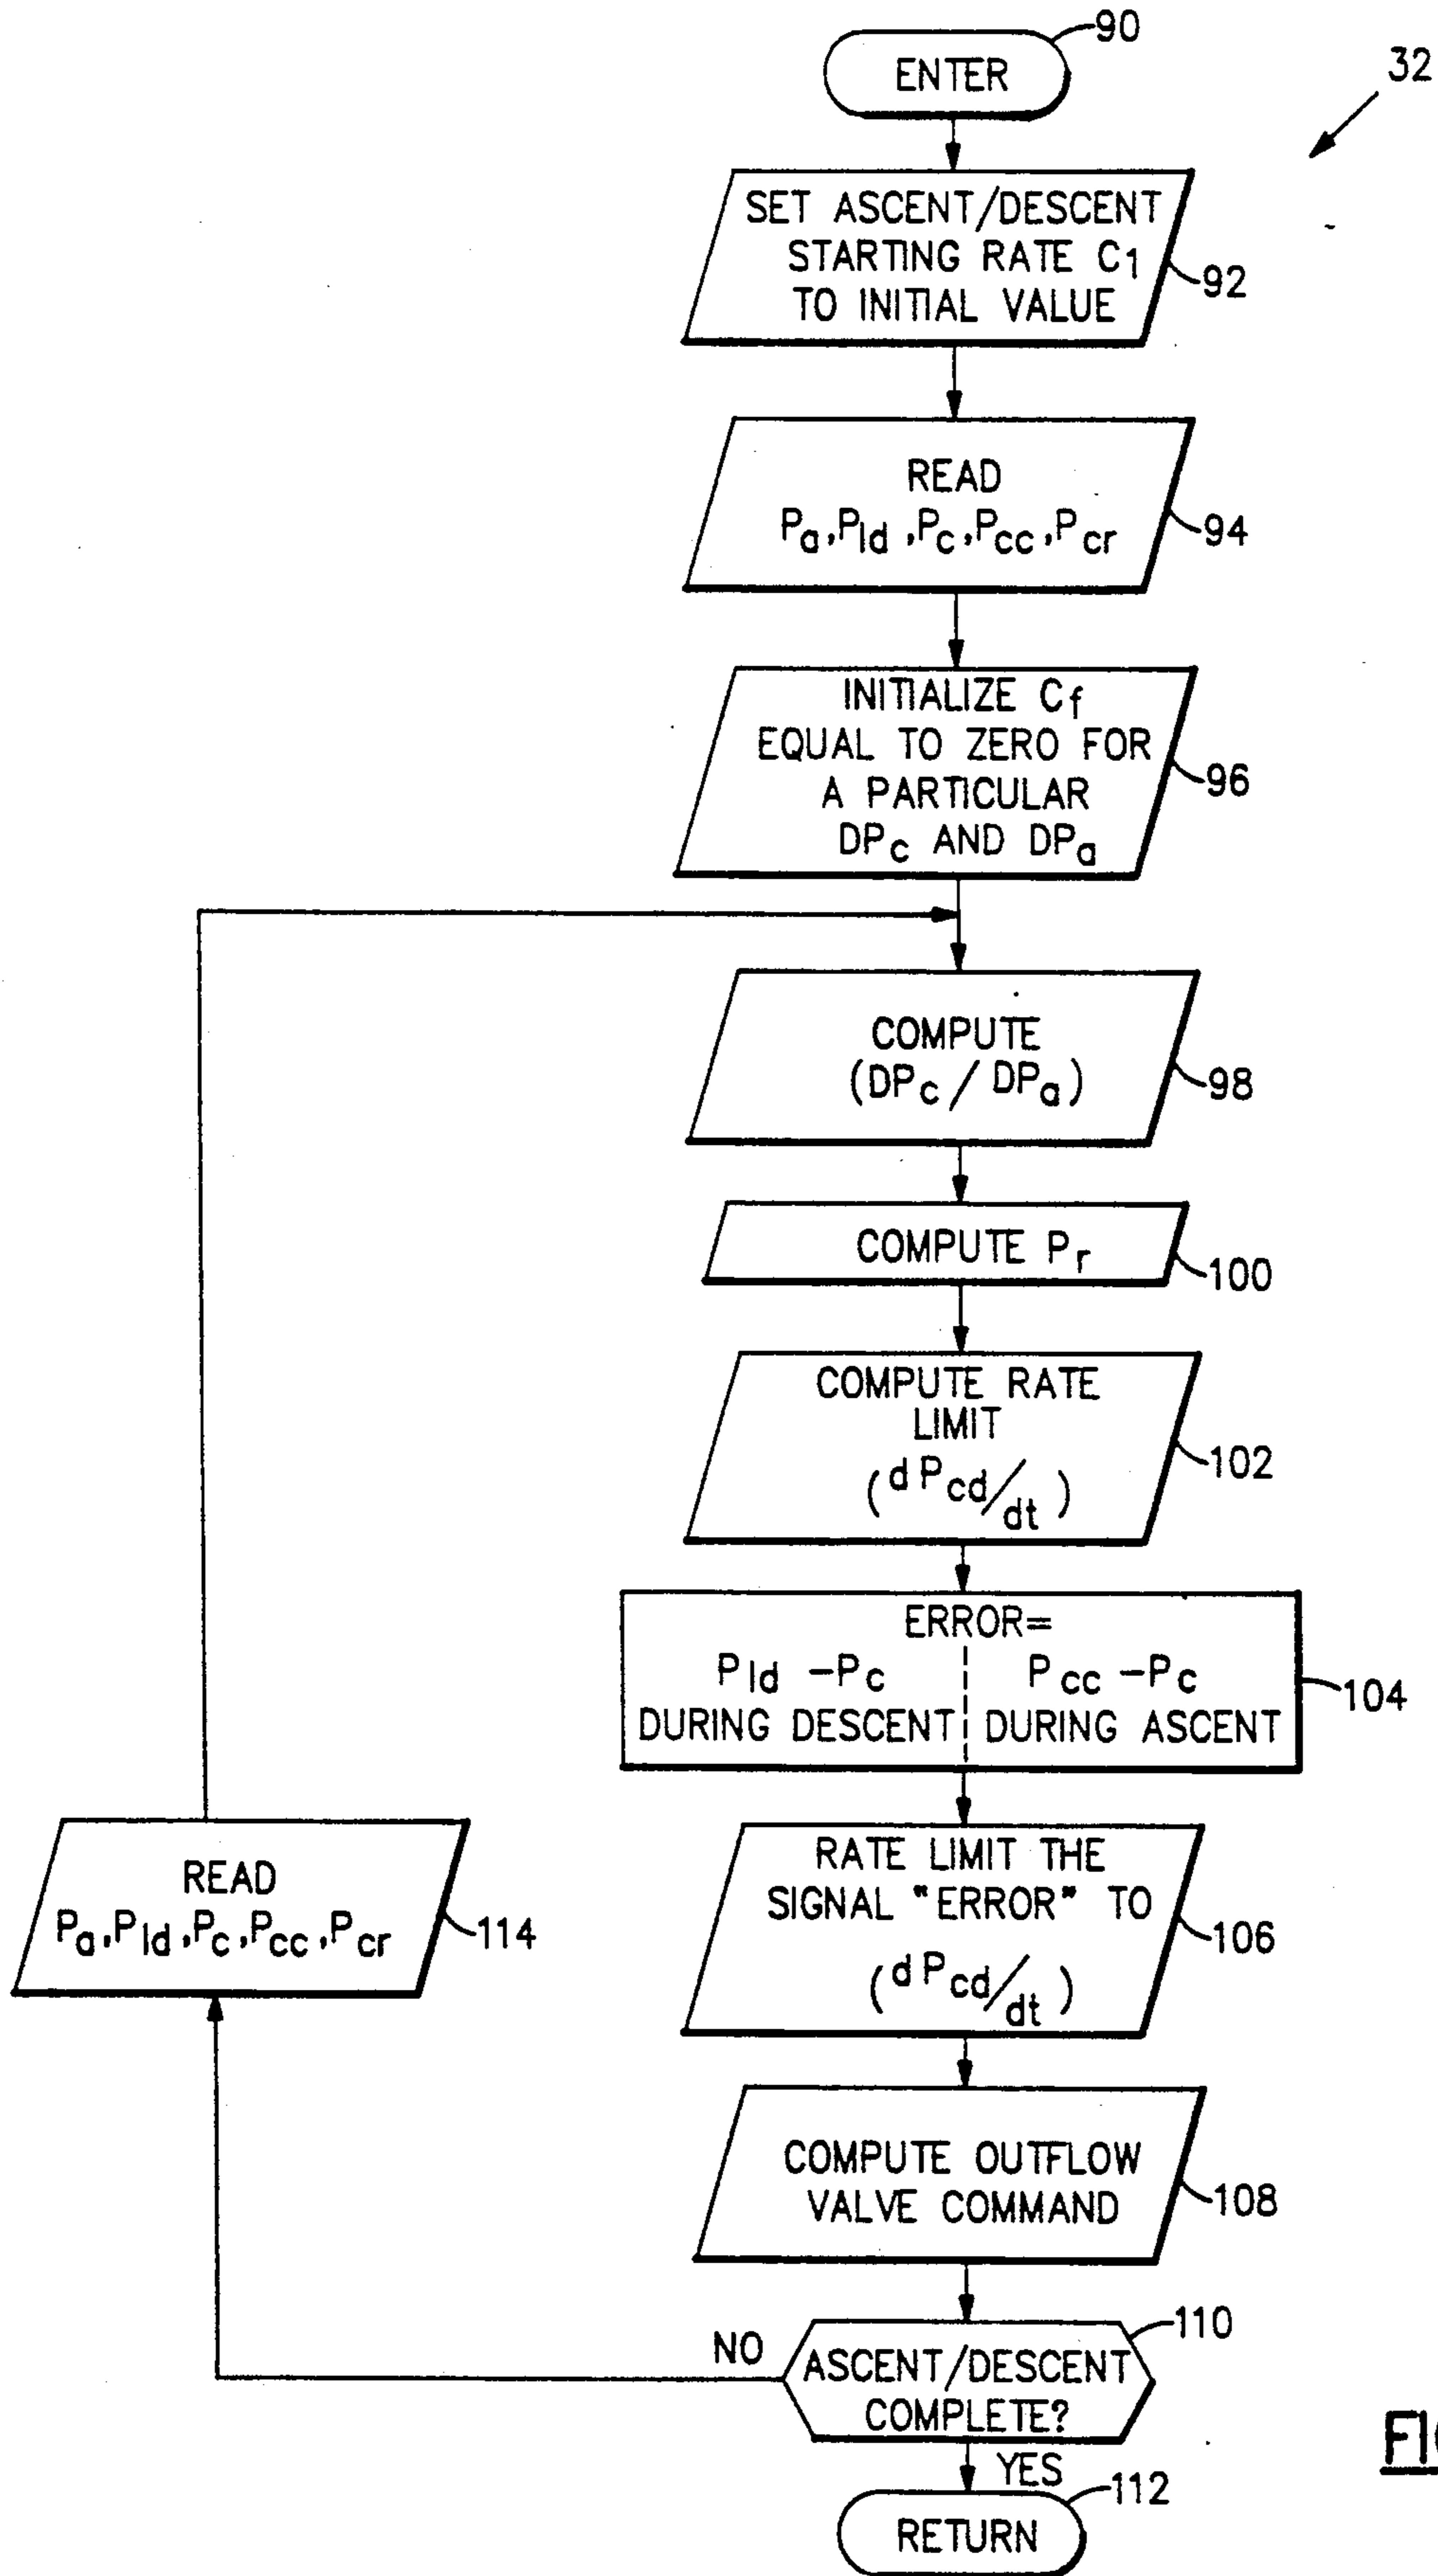 90
ENTER
32
SET ASCENT/DESCENT
STARTING RATE C1
TO INITIAL VALUE
92
READ
Pa,Pld,Pc,Pcc,Pcr
94
INITIALIZE Cf
EQUAL TO ZERO FOR
A PARTICULAR
DPc AND DPa
96
COMPUTE
(DPc/DPa)
98
COMPUTE Pr
100
COMPUTE RATE
LIMIT
(dPcd/dt)
102
ERROR=
Pld -Pc
DURING DESCENT
Pcc -Pc
DURING ASCENT
104
RATE LIMIT THE
SIGNAL "ERROR" TO
(dPcd/dt)
106
READ
Pa,Pld,Pc,Pcc,Pcr
114
COMPUTE OUTFLOW
VALVE COMMAND
108
110
NO
ASCENT/DESCENT
COMPLETE?
YES
112
RETURN